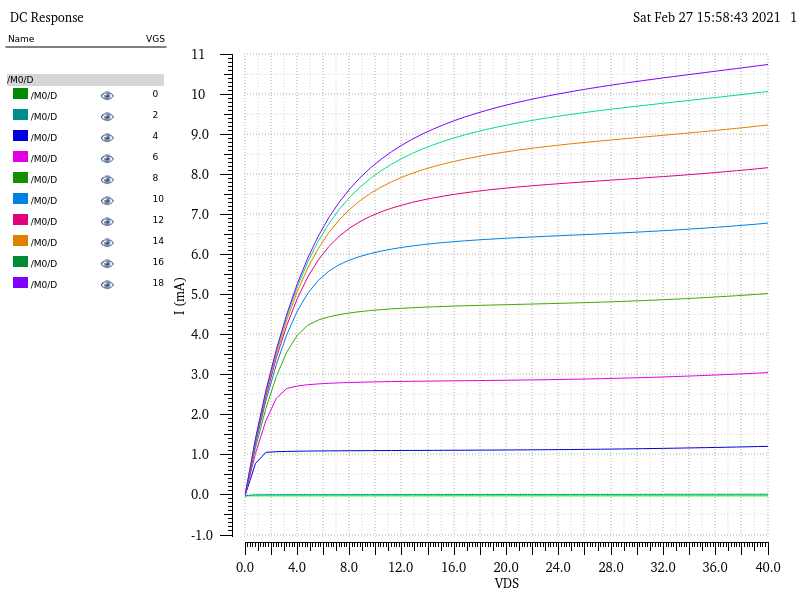 DC Response
Sat Feb 27 15:58:43 2021 1
Name VGS
/M0/D
/M0/D 0
/M0/D 2
/M0/D 4
/M0/D 6
/M0/D 8
/M0/D 10
/M0/D 12
/M0/D 14
/M0/D 16
/M0/D 18
I (mA)
11
10
9.0
8.0
7.0
6.0
5.0
4.0
3.0
2.0
1.0
0.0
-1.0
0.0 4.0 8.0 12.0 16.0 20.0 24.0 28.0 32.0 36.0 40.0
VDS